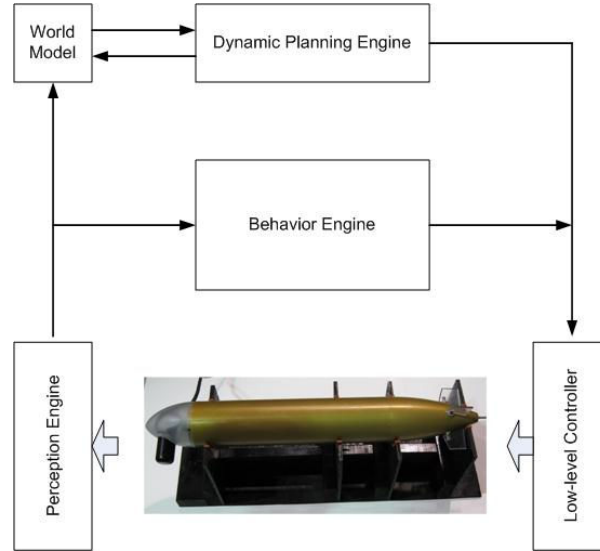 World
Model
Dynamic Planning Engine
Behavior Engine
Perception Engine
Low-level Controller